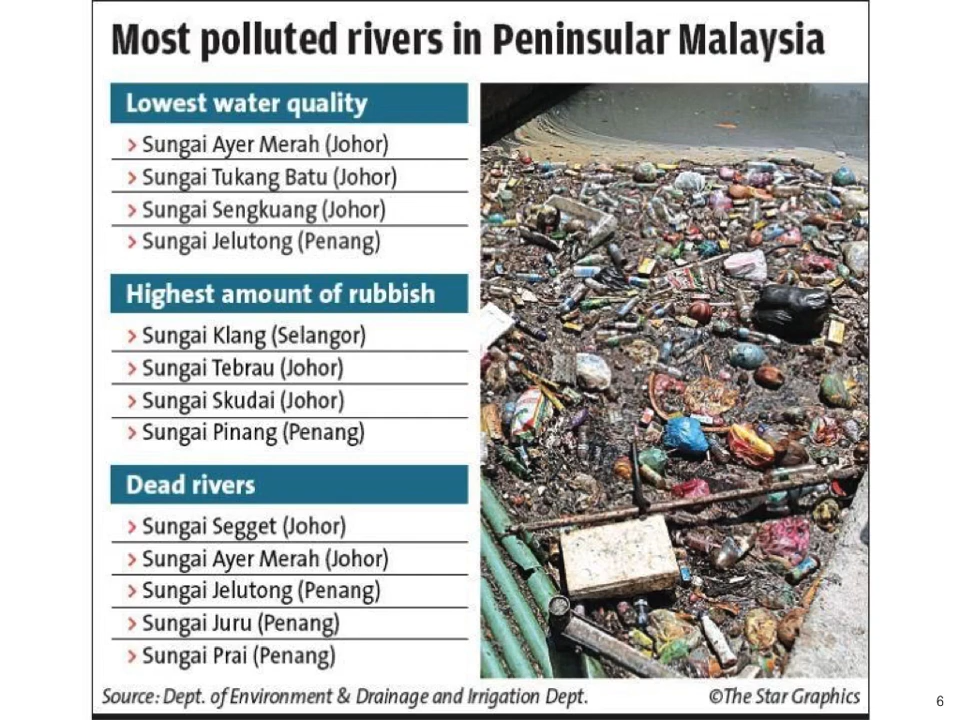 Most polluted rivers in Peninsular Malaysia
Lowest water quality
> Sungai Ayer Merah (Johor)
> Sungai Tukang Batu (Johor)
> Sungai Sengkuang (Johor)
> Sungai Jelutong (Penang)
Highest amount of rubbish
> Sungai Klang (Selangor)
> Sungai Tebrau (Johor)
> Sungai Skudai (Johor)
> Sungai Pinang (Penang)
Dead rivers
> Sungai Segget (Johor)
> Sungai Ayer Merah (Johor)
> Sungai Jelutong (Penang)
> Sungai Juru (Penang)
> Sungai Prai (Penang)
Source: Dept. of Environment & Drainage and Irrigation Dept.
©The Star Graphics
6